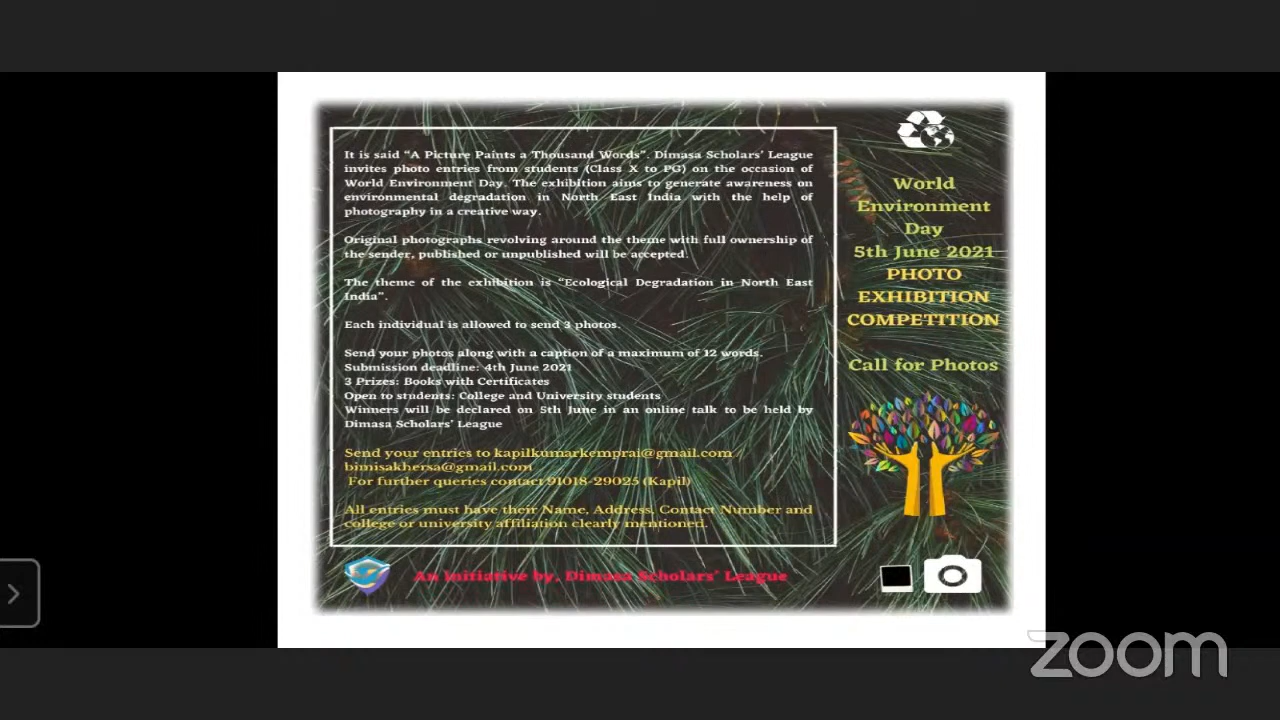 It is said “A Picture Paints a Thousand Words”. Dimasa Scholars’ League
invites photo entries from students (Class X to PG) on the occasion of
World Environment Day. The exhibition aims to generate awareness on
environmental degradation in North East India with the help of
photography in a creative way.
Original photographs revolving around the theme with full ownership of
the sender, published or unpublished will be accepted.
The theme of the exhibition is “Ecological Degradation in North East
India”.
Each individual is allowed to send 3 photos.
Send your photos along with a caption of a maximum of 12 words.
Submission deadline: 4th June 2021
3 Prizes: Books with Certificates
Open to students: College and University students
Winners will be declared on 5th June in an online talk to be held by
Dimasa Scholars’ League
Send your entries to kapilkumarkemprai@gmail.com
bimisakhersa@gmail.com
For further queries contact 91018-29025 (Kapil)
All entries must have their Name, Address, Contact Number and
college or university affiliation clearly mentioned.
An initiative by, Dimasa Scholars’ League
World
Environment
Day
5th June 2021
PHOTO
EXHIBITION
COMPETITION
Call for Photos
zoom